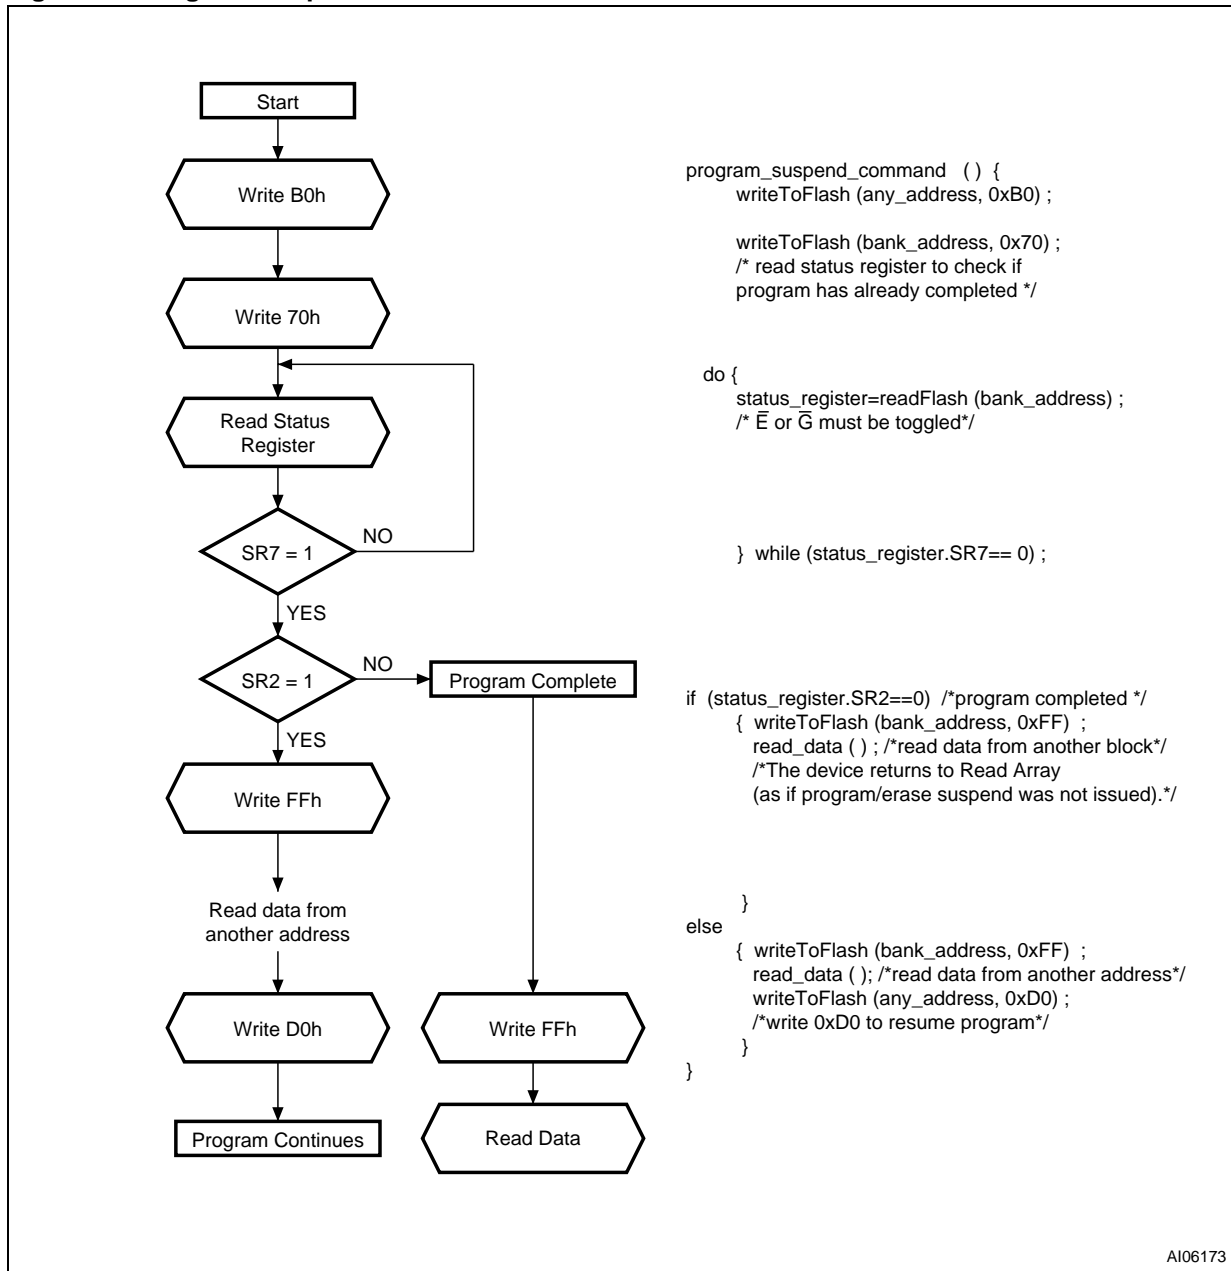 Start
Write B0h
Write 70h
Read Status
Register
SR7 = 1
NO
YES
SR2 = 1
NO
Program Complete
YES
Write FFh
Read data from
another address
Write D0h
Write FFh
Program Continues
Read Data
program_suspend_command ( ) {
writeToFlash (any_address, 0xB0) ;
writeToFlash (bank_address, 0x70) ;
/* read status register to check if
program has already completed */
do {
status_register=readFlash (bank_address) ;
/* E̅ or G̅ must be toggled*/
} while (status_register.SR7== 0) ;
if (status_register.SR2==0) /*program completed */
{ writeToFlash (bank_address, 0xFF) ;
read_data ( ) ; /*read data from another block*/
/*The device returns to Read Array
(as if program/erase suspend was not issued).*/
}
else
{ writeToFlash (bank_address, 0xFF) ;
read_data ( ); /*read data from another address*/
writeToFlash (any_address, 0xD0) ;
/*write 0xD0 to resume program*/
}
}
AI06173